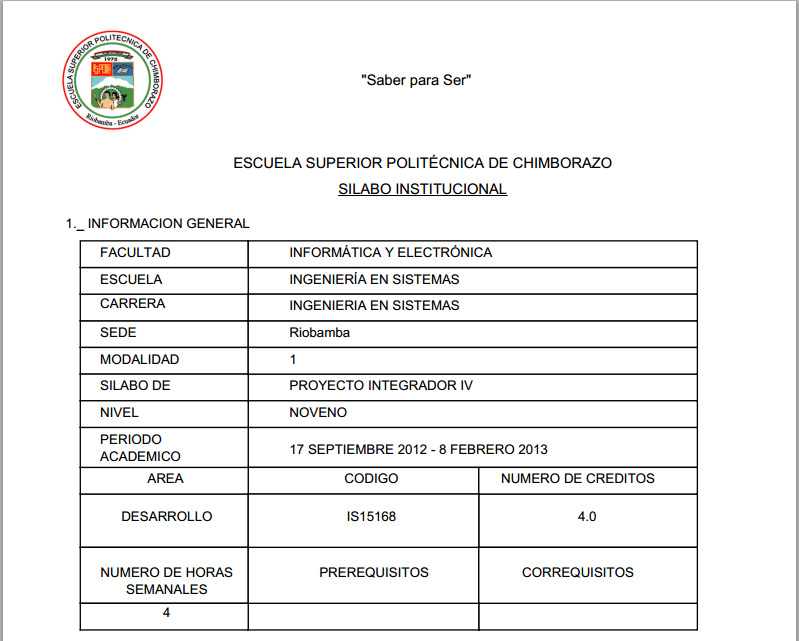 ESCUELA SUPERIOR POLITECNICA DE CHIMBORAZO
1972
Riobamba - Ecuador
"Saber para Ser"
ESCUELA SUPERIOR POLITÉCNICA DE CHIMBORAZO
SILABO INSTITUCIONAL
1._ INFORMACION GENERAL
FACULTAD INFORMÁTICA Y ELECTRÓNICA
ESCUELA INGENIERÍA EN SISTEMAS
CARRERA INGENIERIA EN SISTEMAS
SEDE Riobamba
MODALIDAD 1
SILABO DE PROYECTO INTEGRADOR IV
NIVEL NOVENO
PERIODO
ACADEMICO 17 SEPTIEMBRE 2012 - 8 FEBRERO 2013
AREA CODIGO NUMERO DE CREDITOS
DESARROLLO IS15168 4.0
NUMERO DE HORAS PREREQUISITOS CORREQUISITOS
SEMANALES
4